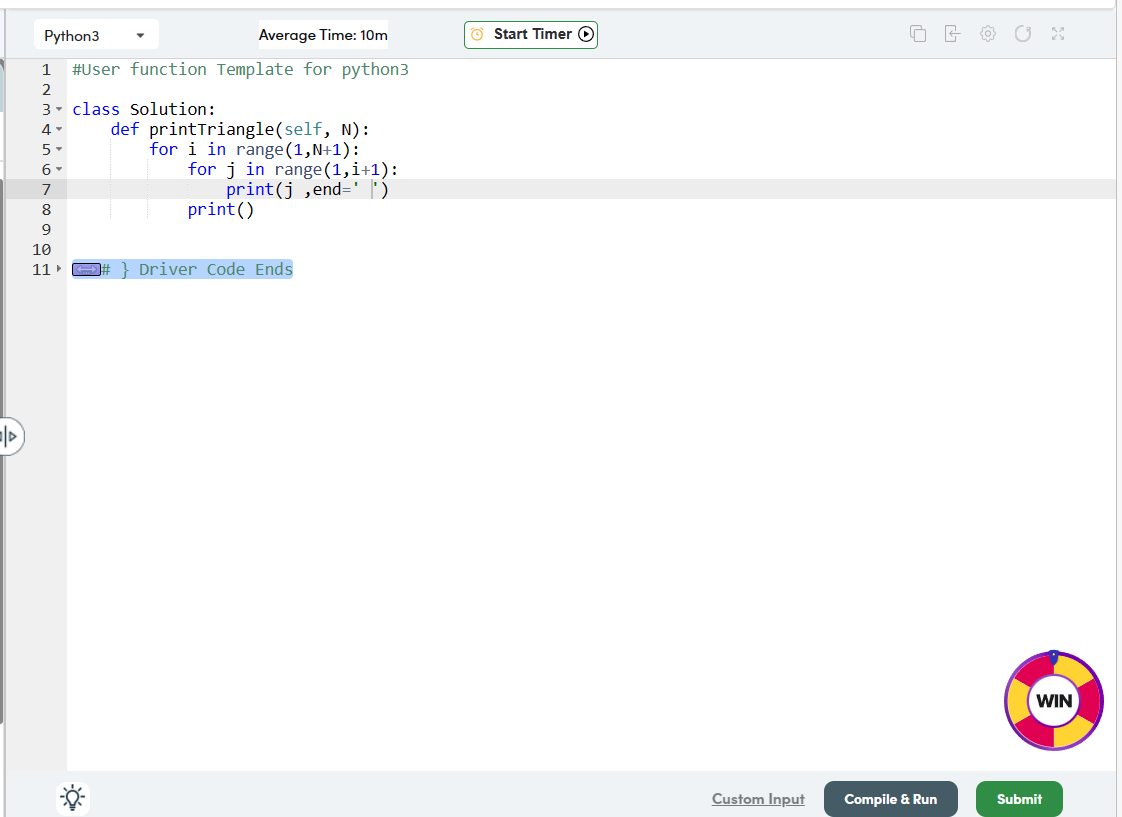 Python3
Average Time: 10m
Start Timer
1 #User function Template for python3
2
3 class Solution:
4     def printTriangle(self, N):
5         for i in range(1,N+1):
6             for j in range(1,i+1):
7                 print(j ,end=' ')
8             print()
9
10
11 # } Driver Code Ends
WIN
Custom Input
Compile & Run
Submit